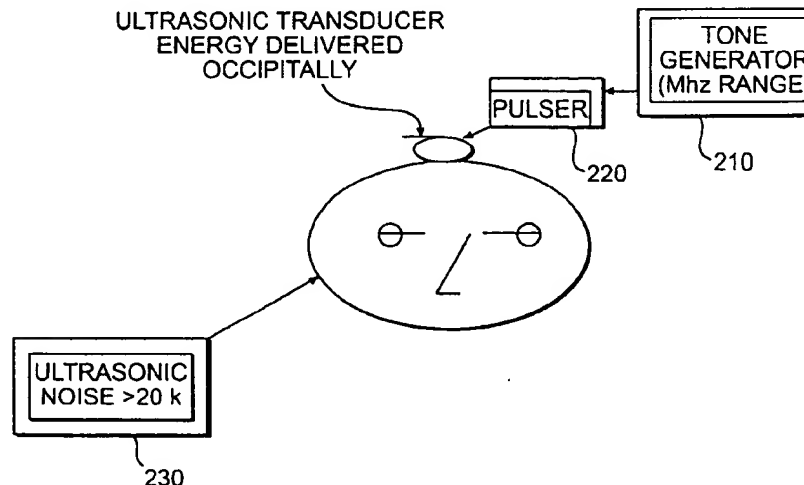 ULTRASONIC TRANSDUCER
ENERGY DELIVERED
OCCIPITALLY
TONE
GENERATOR
(Mhz RANGE
PULSER
220
210
ULTRASONIC
NOISE >20 k
230